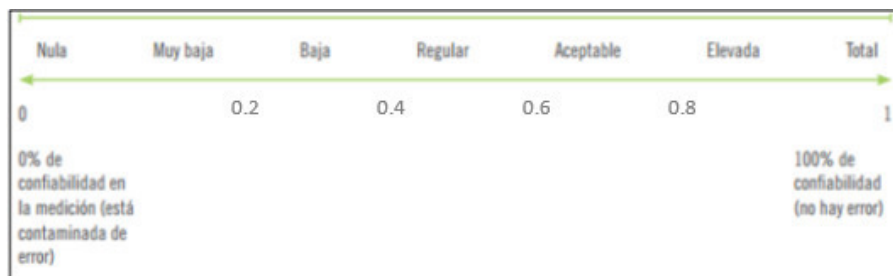 Nula Muy baja Baja Regular Aceptable Elevada Total
0 0.2 0.4 0.6 0.8 1
0% de
confiabilidad en
la medición (está
contaminada de
error)
100% de
confiabilidad
(no hay error)